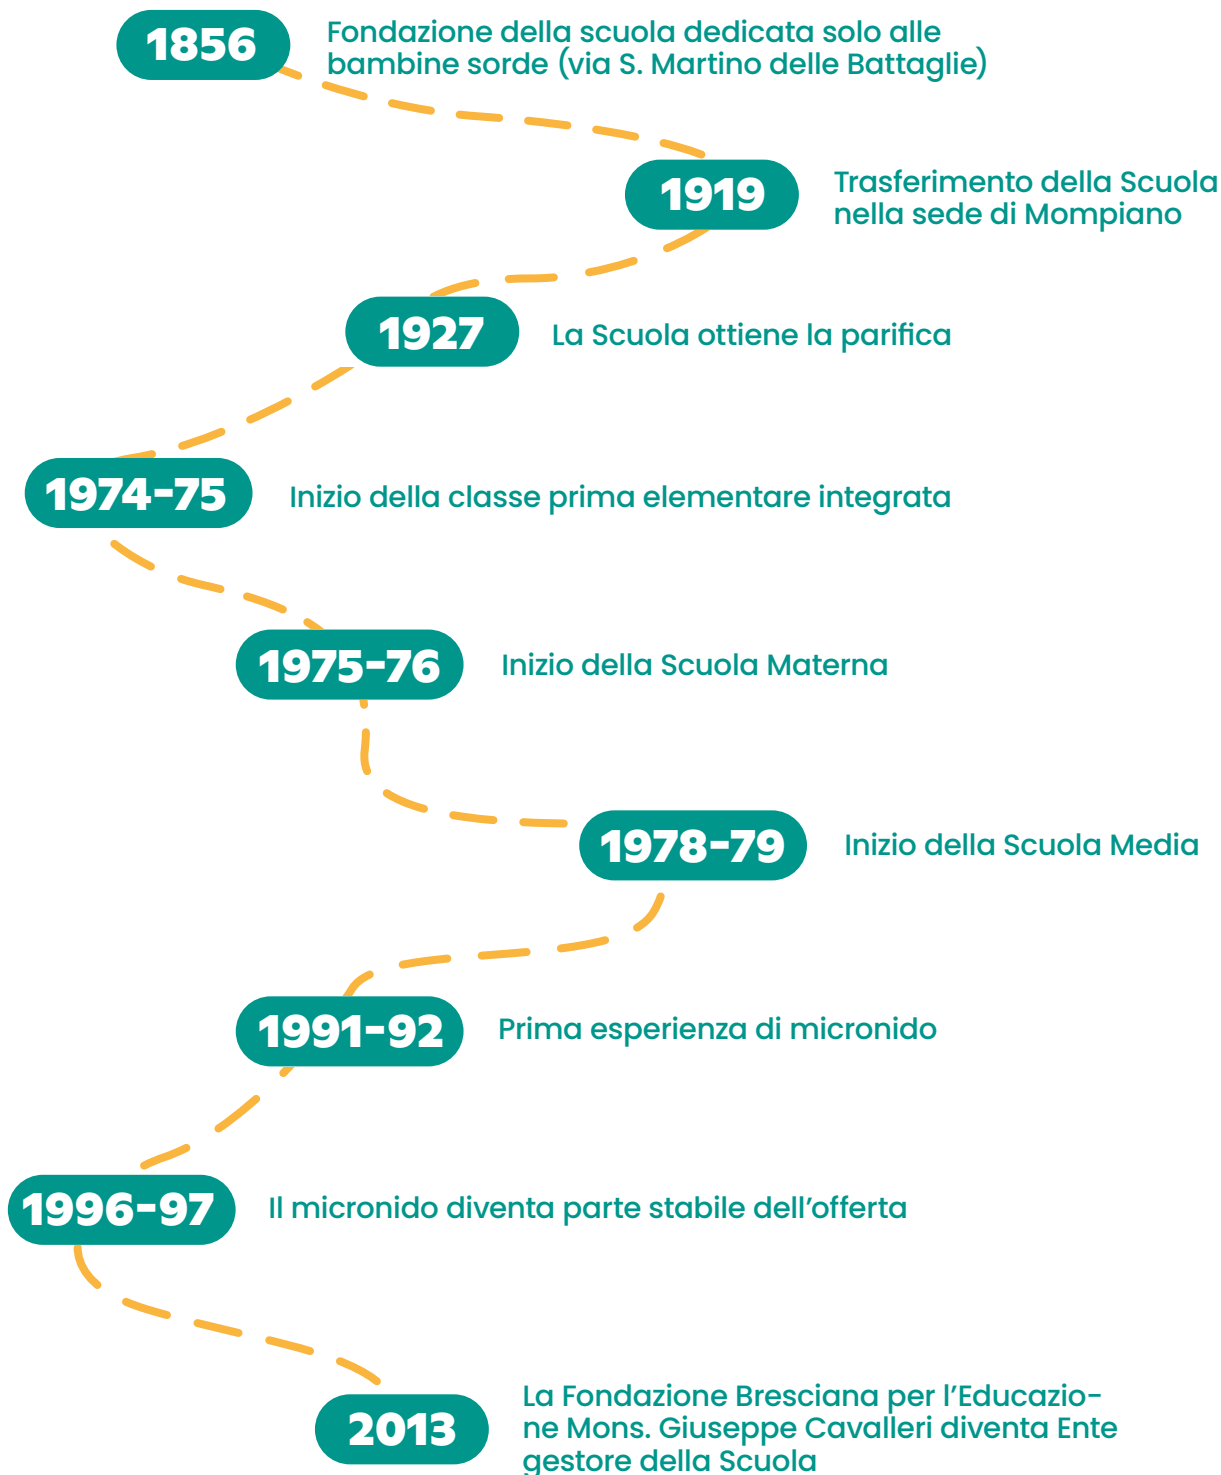 1856
Fondazione della scuola dedicata solo alle
bambine sorde (via S. Martino delle Battaglie)
1919
Trasferimento della Scuola
nella sede di Mompiano
1927
La Scuola ottiene la parifica
1974-75
Inizio della classe prima elementare integrata
1975-76
Inizio della Scuola Materna
1978-79
Inizio della Scuola Media
1991-92
Prima esperienza di micronido
1996-97
Il micronido diventa parte stabile dell'offerta
2013
La Fondazione Bresciana per l'Educazio-
ne Mons. Giuseppe Cavalleri diventa Ente
gestore della Scuola